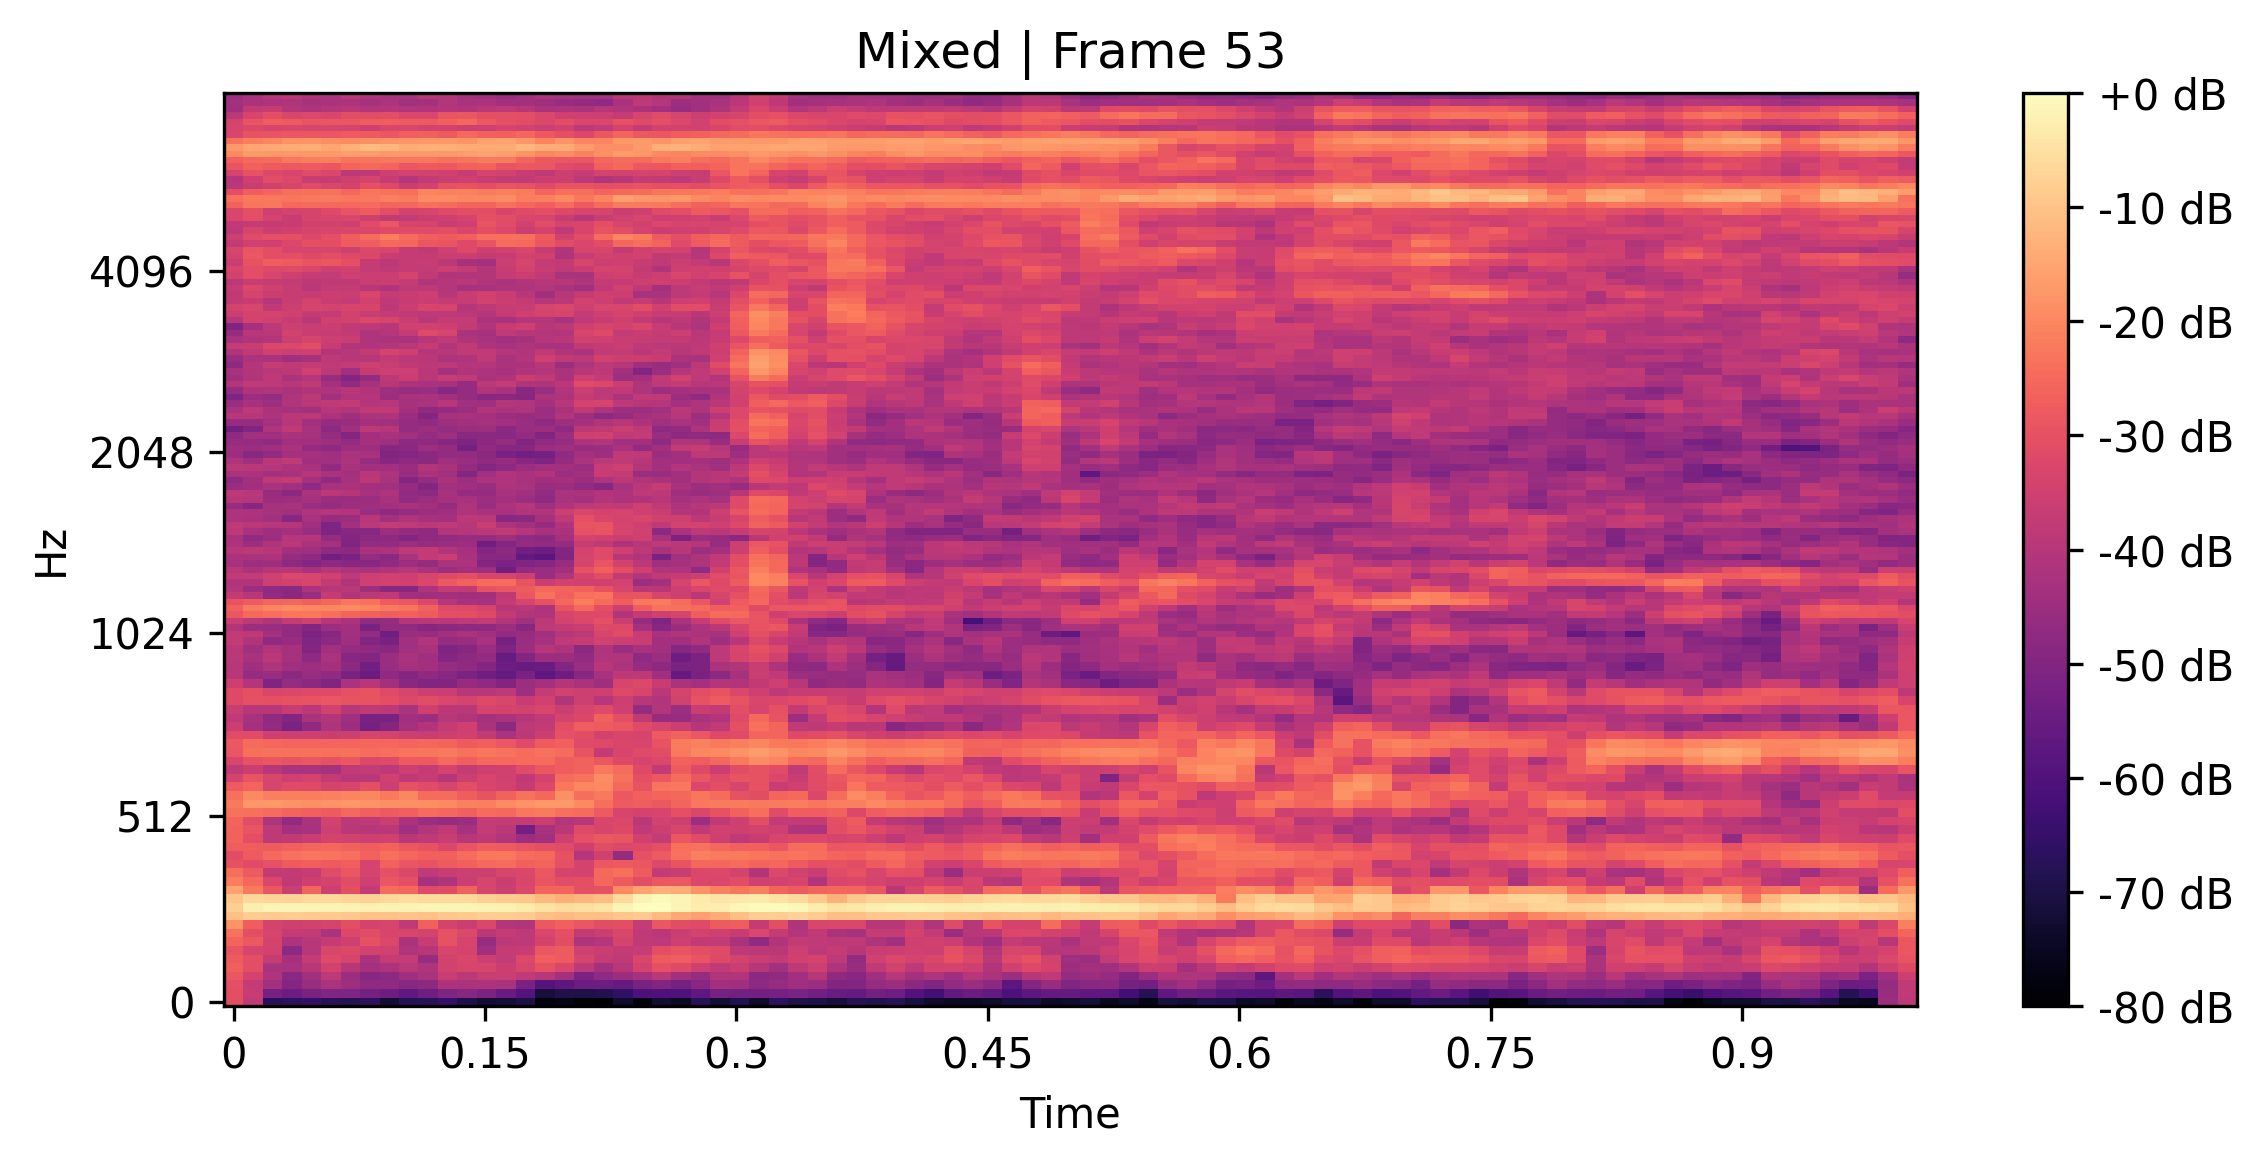 Mixed | Frame 53
Hz
4096
2048
1024
512
0
0 0.15 0.3 0.45 0.6 0.75 0.9
Time
+0 dB
-10 dB
-20 dB
-30 dB
-40 dB
-50 dB
-60 dB
-70 dB
-80 dB